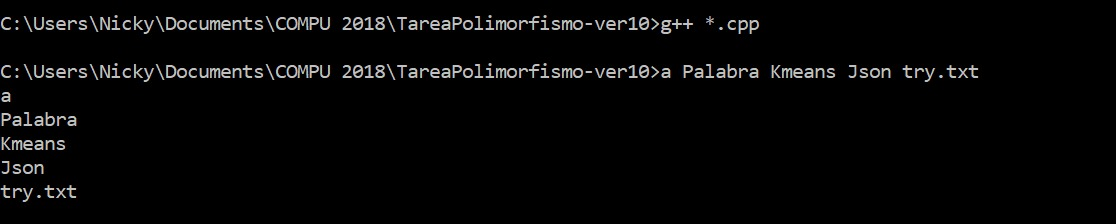 C:\Users\Nicky\Documents\COMPU 2018\TareaPolimorfismo-ver10>g++ *.cpp
C:\Users\Nicky\Documents\COMPU 2018\TareaPolimorfismo-ver10>a Palabra Kmeans Json try.txt
a
Palabra
Kmeans
Json
try.txt